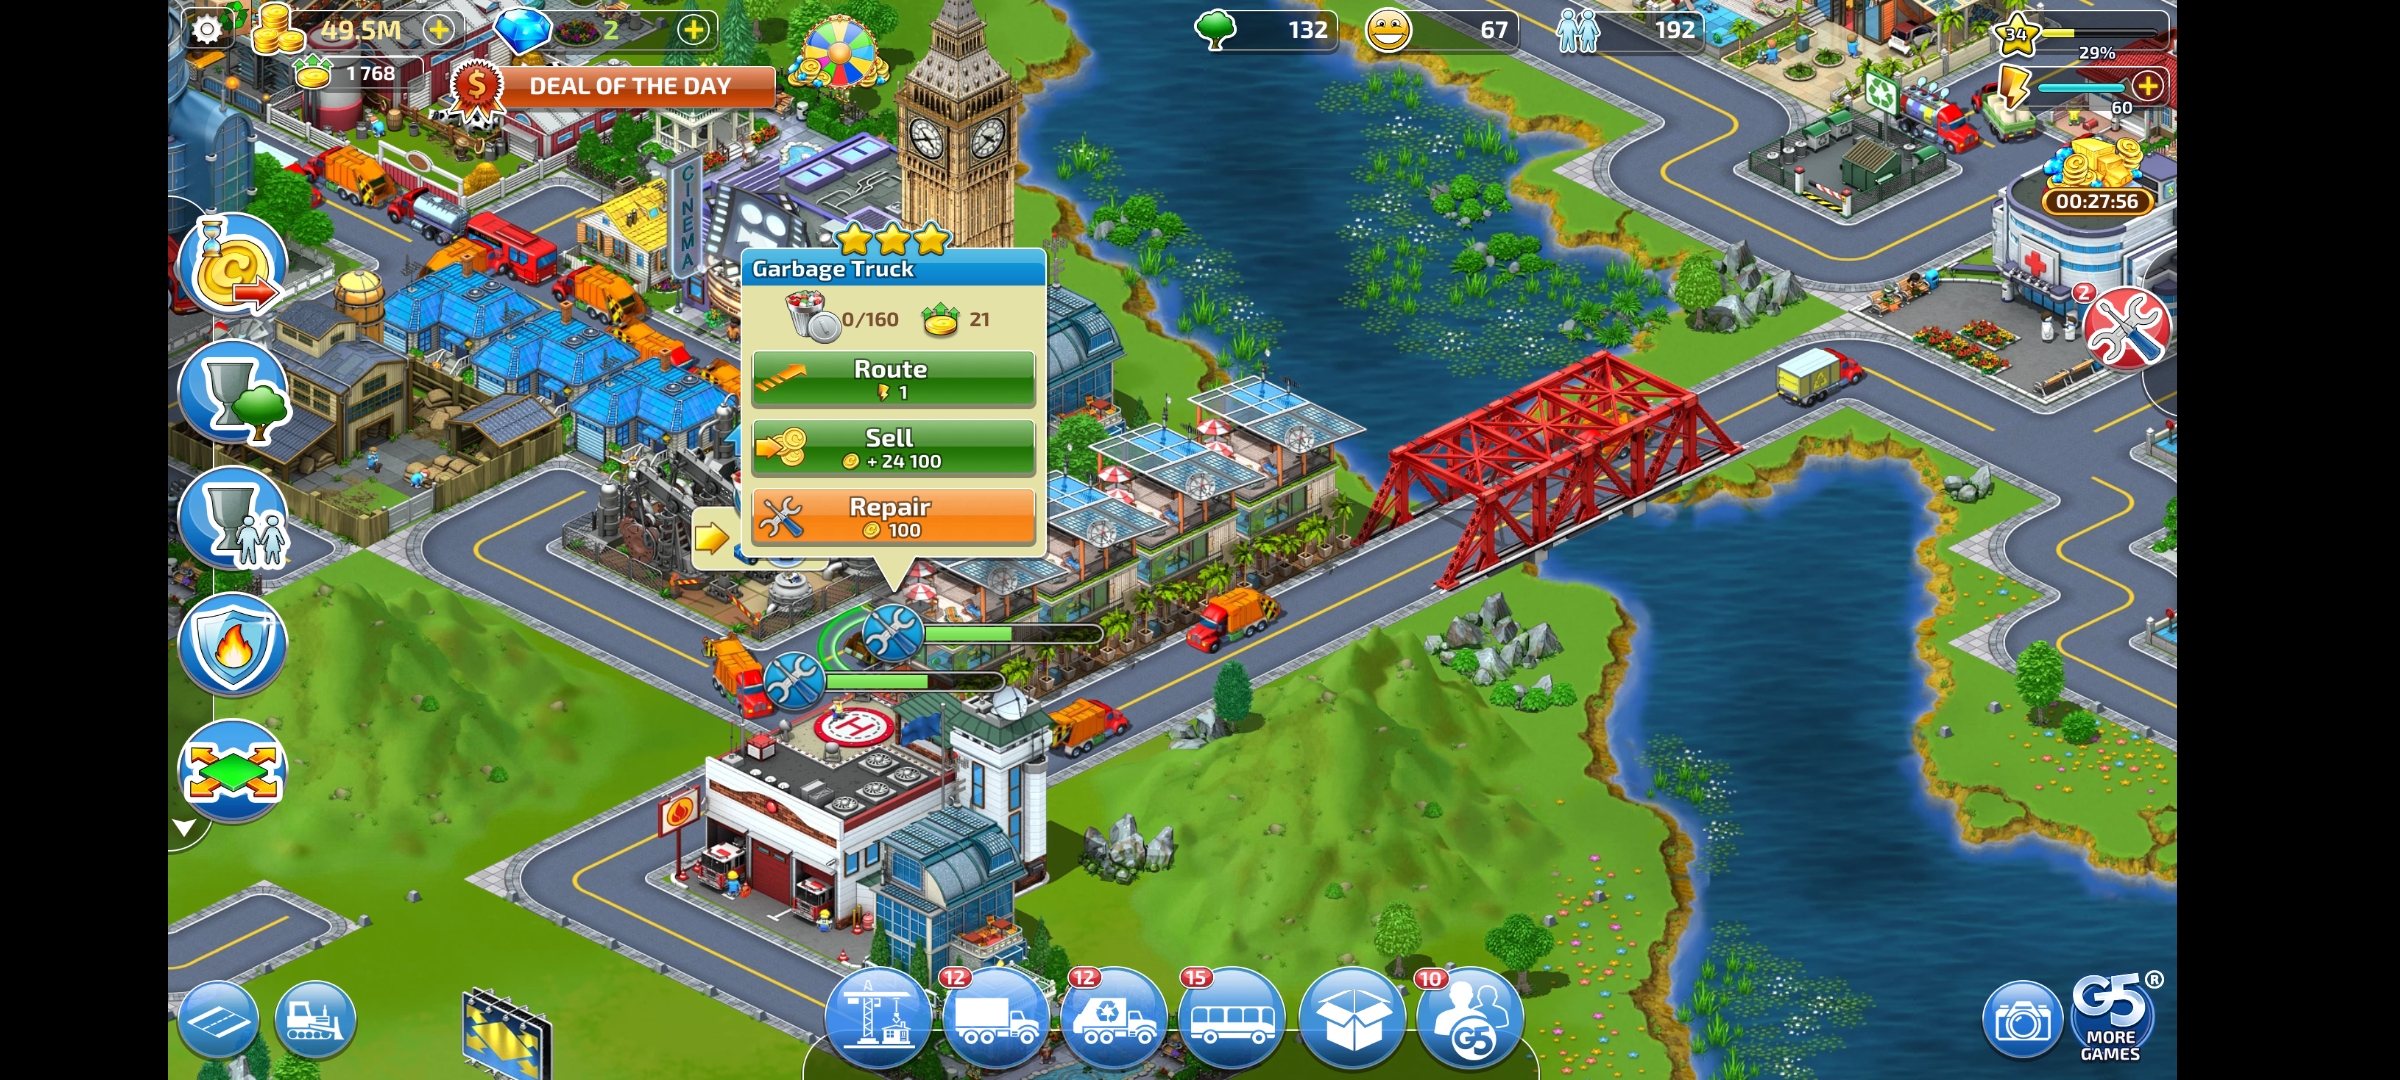 49.5M
2
132
67
192
34
29%
1 768
DEAL OF THE DAY
60
CINEMA
00:27:56
2
Garbage Truck
0/160
21
Route
1
Sell
+ 24 100
Repair
100
H
12
12
15
10
G5
G5®
MORE
GAMES